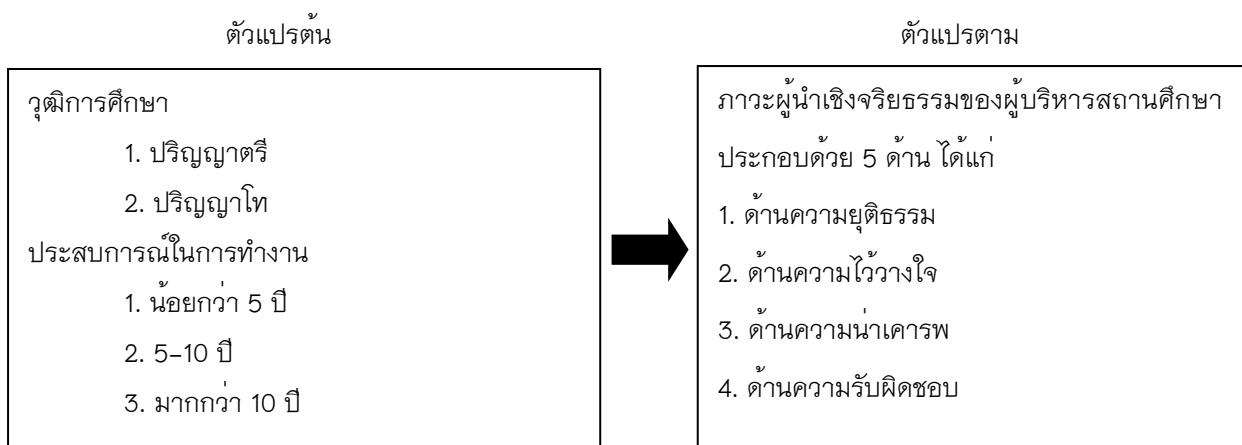 ตัวแปรต้น
วุฒิการศึกษา
1. ปริญญาตรี
2. ปริญญาโท
ประสบการณ์ในการทำงาน
1. น้อยกว่า 5 ปี
2. 5–10 ปี
3. มากกว่า 10 ปี
ตัวแปรตาม
ภาวะผู้นำเชิงจริยธรรมของผู้บริหารสถานศึกษา
ประกอบด้วย 5 ด้าน ได้แก่
1. ด้านความยุติธรรม
2. ด้านความไว้วางใจ
3. ด้านความน่าเคารพ
4. ด้านความรับผิดชอบ